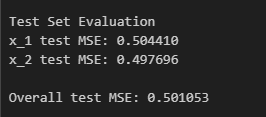 Test Set Evaluation
x_1 test MSE: 0.504410
x_2 test MSE: 0.497696
Overall test MSE: 0.501053